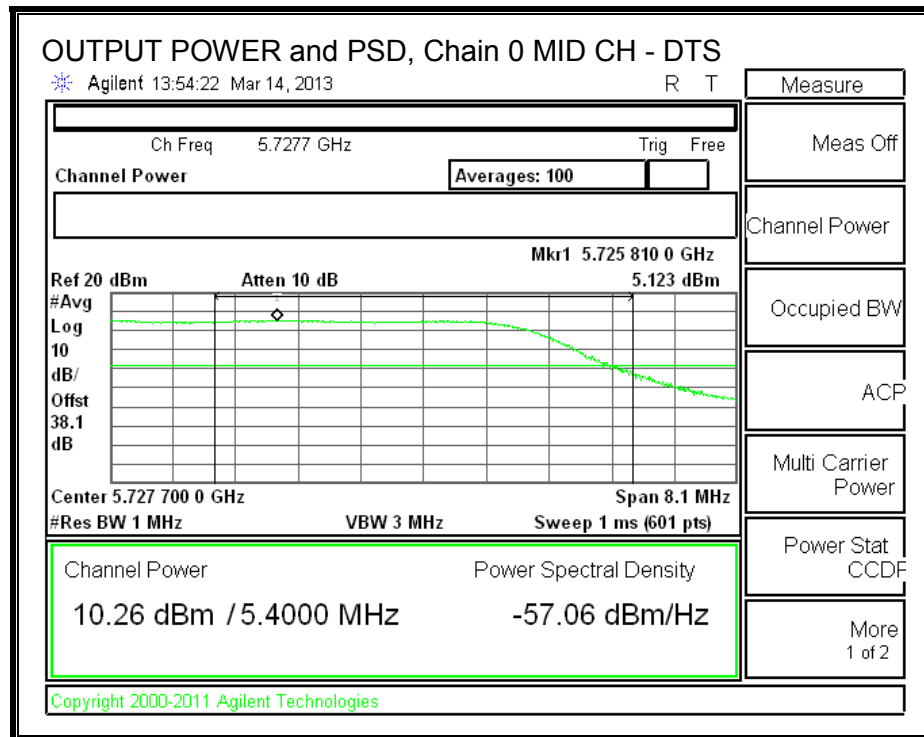 OUTPUT POWER and PSD, Chain 0 MID CH - DTS
Agilent 13:54:22 Mar 14, 2013 R T
Measure
Ch Freq 5.7277 GHz Trig Free
Meas Off
Channel Power Averages: 100
Channel Power
Mkr1 5.725 810 0 GHz
Ref 20 dBm Atten 10 dB 5.123 dBm
#Avg
Log
10
dB/
Offst
38.1
dB
Occupied BW
ACP
Multi Carrier
Power
Center 5.727 700 0 GHz Span 8.1 MHz
#Res BW 1 MHz VBW 3 MHz Sweep 1 ms (601 pts)
Power Stat
CCDF
Channel Power Power Spectral Density
10.26 dBm / 5.4000 MHz -57.06 dBm/Hz
More
1 of 2
Copyright 2000-2011 Agilent Technologies